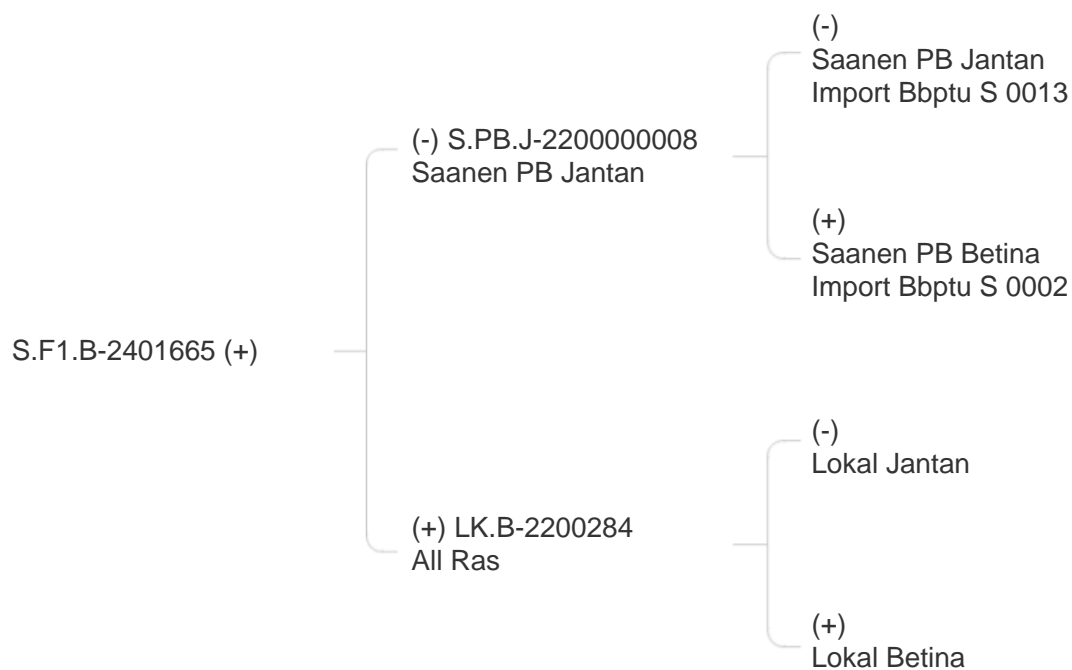 (-)
Saanen PB Jantan
Import Bbptu S 0013
(-) S.PB.J-2200000008
Saanen PB Jantan
(+)
Saanen PB Betina
Import Bbptu S 0002
S.F1.B-2401665 (+)
(-)
Lokal Jantan
(+) LK.B-2200284
All Ras
(+)
Lokal Betina